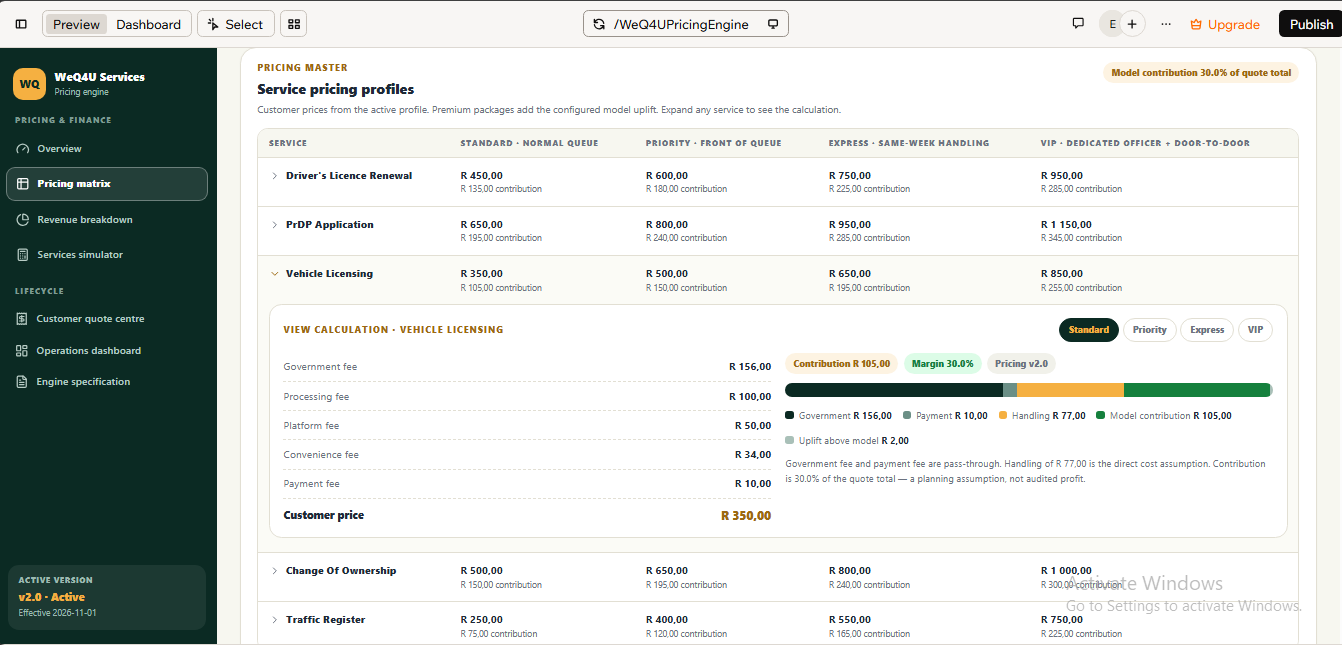 Preview Dashboard Select /WeQ4UPricingEngine E + ... Upgrade Publish
WQ WeQ4U Services
Pricing engine
PRICING & FINANCE
Overview
Pricing matrix
Revenue breakdown
Services simulator
LIFECYCLE
Customer quote centre
Operations dashboard
Engine specification
ACTIVE VERSION
v2.0 · Active
Effective 2026-11-01
PRICING MASTER
Model contribution 30.0% of quote total
Service pricing profiles
Customer prices from the active profile. Premium packages add the configured model uplift. Expand any service to see the calculation.
SERVICE STANDARD · NORMAL QUEUE PRIORITY · FRONT OF QUEUE EXPRESS · SAME-WEEK HANDLING VIP · DEDICATED OFFICER + DOOR-TO-DOOR
Driver's Licence Renewal R 450,00 R 600,00 R 750,00 R 950,00
R 135,00 contribution R 180,00 contribution R 225,00 contribution R 285,00 contribution
PrDP Application R 650,00 R 800,00 R 950,00 R 1 150,00
R 195,00 contribution R 240,00 contribution R 285,00 contribution R 345,00 contribution
Vehicle Licensing R 350,00 R 500,00 R 650,00 R 850,00
R 105,00 contribution R 150,00 contribution R 195,00 contribution R 255,00 contribution
VIEW CALCULATION · VEHICLE LICENSING Standard Priority Express VIP
Government fee R 156,00
Processing fee R 100,00
Platform fee R 50,00
Convenience fee R 34,00
Payment fee R 10,00
Customer price R 350,00
Contribution R 105,00 Margin 30.0% Pricing v2.0
Government R 156,00 Payment R 10,00 Handling R 77,00 Model contribution R 105,00
Uplift above model R 2,00
Government fee and payment fee are pass-through. Handling of R 77,00 is the direct cost assumption. Contribution
is 30.0% of the quote total — a planning assumption, not audited profit.
Change Of Ownership R 500,00 R 650,00 R 800,00 R 1 000,00
R 150,00 contribution R 195,00 contribution R 240,00 contribution R 300,00 contribution
Traffic Register R 250,00 R 400,00 R 550,00 R 750,00
R 75,00 contribution R 120,00 contribution R 165,00 contribution R 225,00 contribution
Activate Windows
Go to Settings to activate Windows.